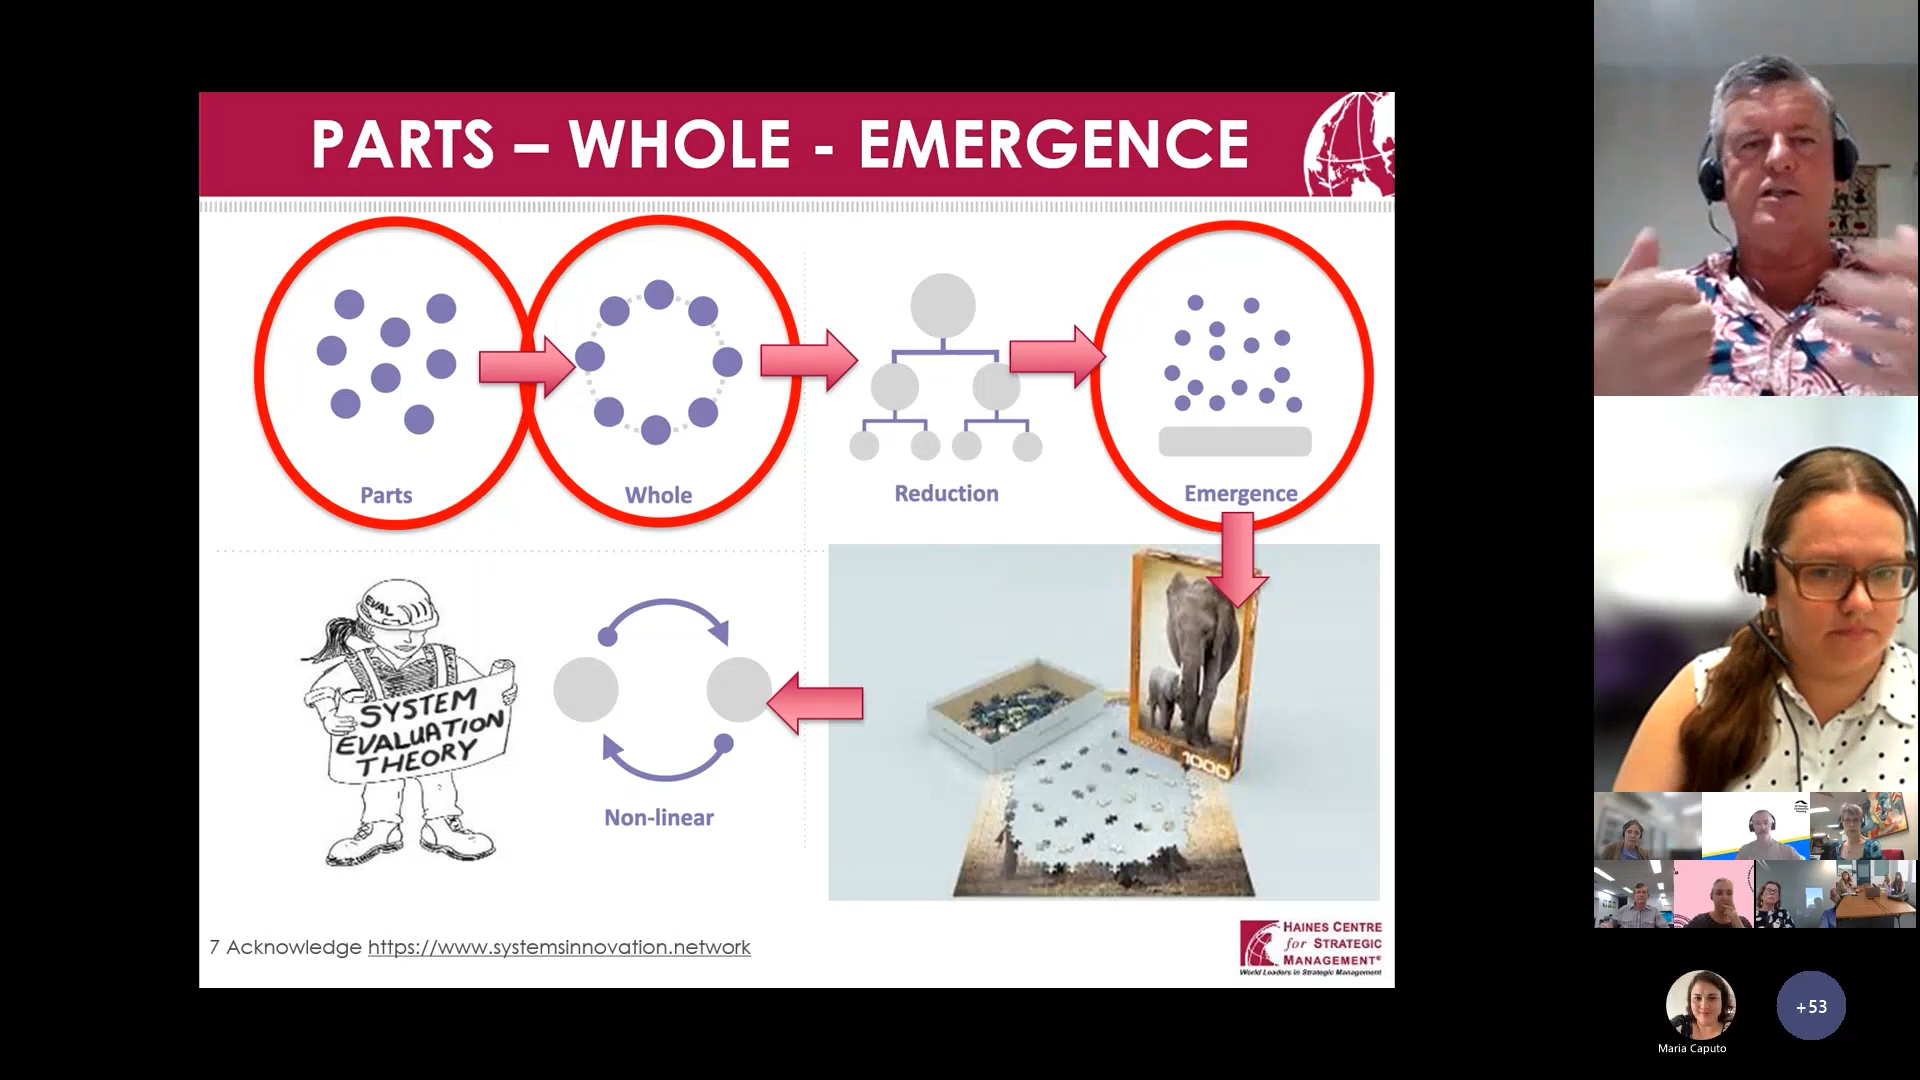 PARTS – WHOLE - EMERGENCE
Parts
Whole
Reduction
Emergence
EVAL
SYSTEM
EVALUATION
THEORY
Non-linear
1000
7 Acknowledge https://www.systemsinnovation.network
HAINES CENTRE
for STRATEGIC
MANAGEMENT®
World Leaders in Strategic Management
Maria Caputo
+53